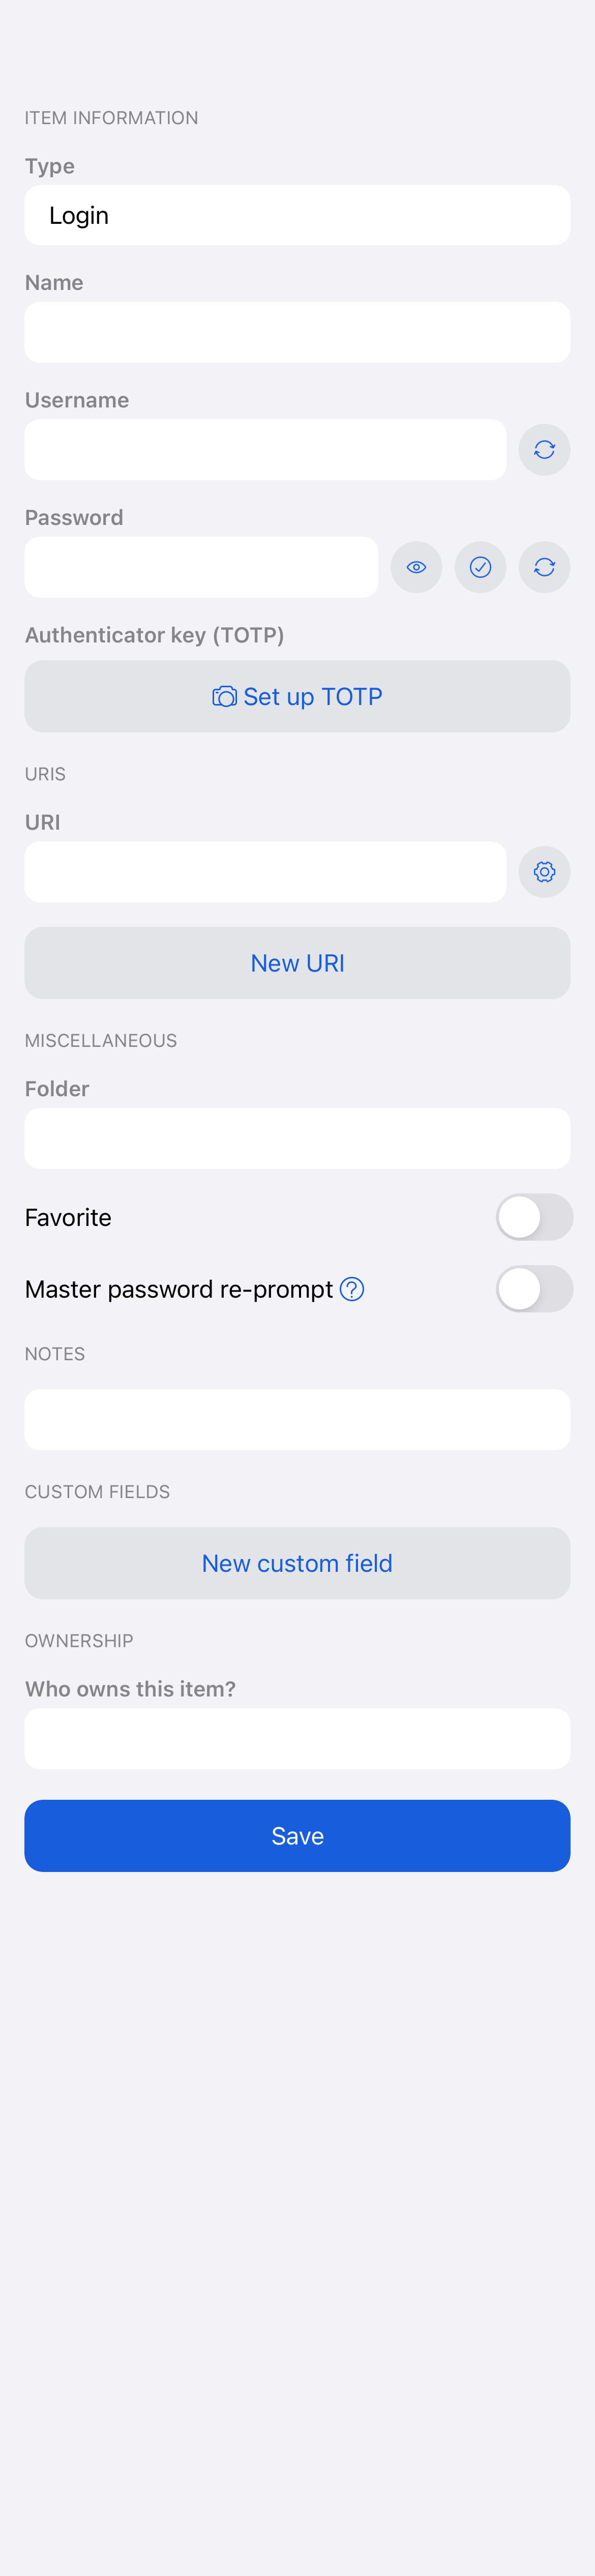 ITEM INFORMATION
Type
Login
Name
Username
Password
Authenticator key (TOTP)
Set up TOTP
URIS
URI
New URI
MISCELLANEOUS
Folder
Favorite
Master password re-prompt
NOTES
CUSTOM FIELDS
New custom field
OWNERSHIP
Who owns this item?
Save